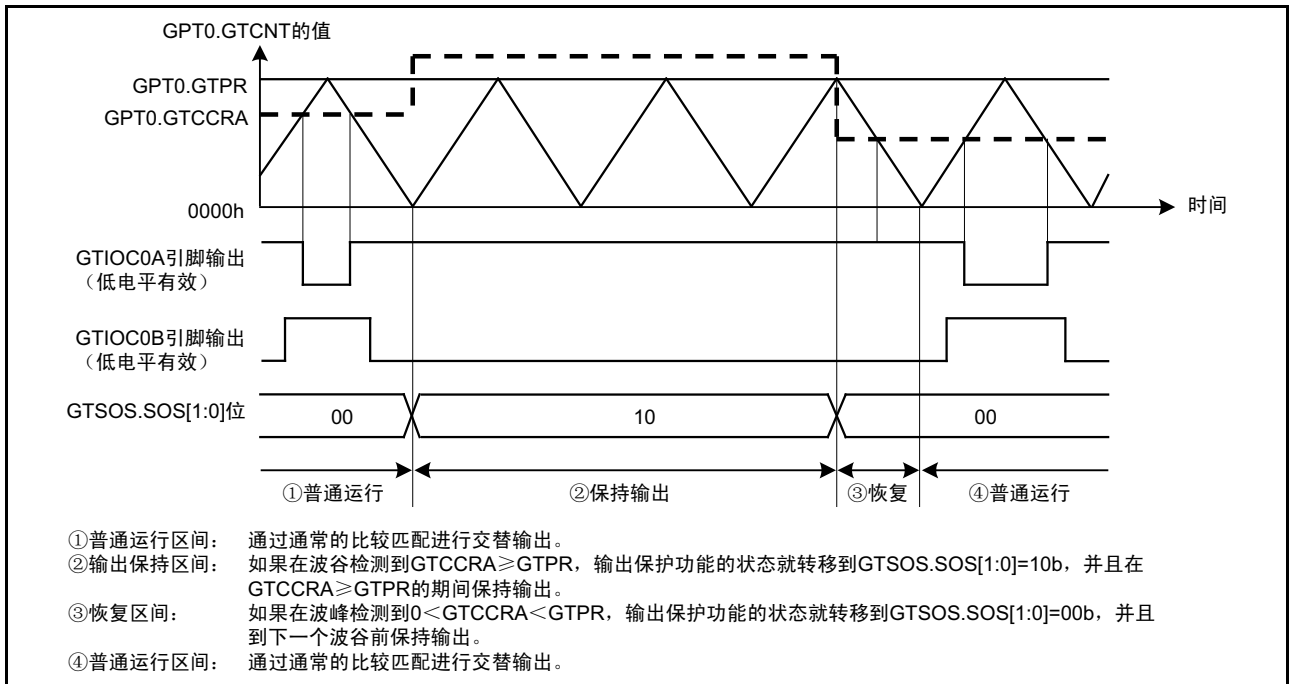 GPT0.GTCNT的值
GPT0.GTPR
GPT0.GTCCRA
0000h
时间
GTIOC0A引脚输出
（低电平有效）
GTIOC0B引脚输出
（低电平有效）
GTSOS.SOS[1:0]位
00
10
00
①普通运行
②保持输出
③恢复
④普通运行
①普通运行区间： 通过通常的比较匹配进行交替输出。
②输出保持区间： 如果在波谷检测到GTCCRA≥GTPR，输出保护功能的状态就转移到GTSOS.SOS[1:0]=10b，并且在
GTCCRA≥GTPR的期间保持输出。
③恢复区间： 如果在波峰检测到0＜GTCCRA＜GTPR，输出保护功能的状态就转移到GTSOS.SOS[1:0]=00b，并且
到下一个波谷前保持输出。
④普通运行区间： 通过通常的比较匹配进行交替输出。